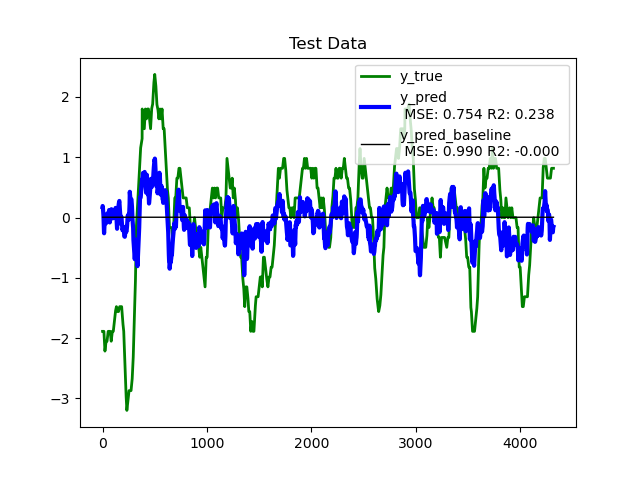 Test Data
y_true
y_pred
MSE: 0.754 R2: 0.238
y_pred_baseline
MSE: 0.990 R2: -0.000
2
1
0
−1
−2
−3
0 1000 2000 3000 4000